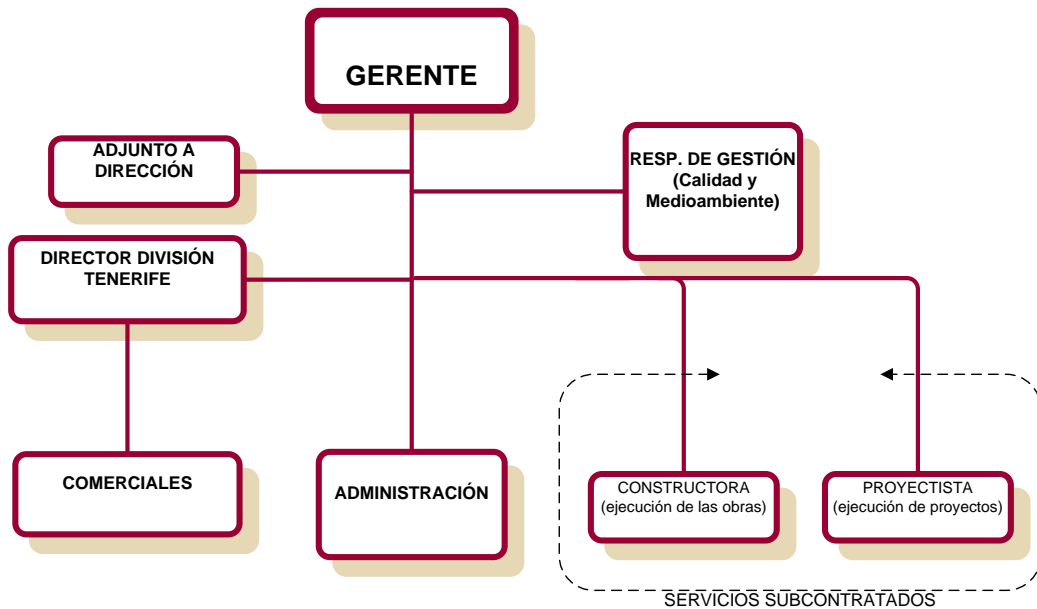 GERENTE
ADJUNTO A
DIRECCIÓN
RESP. DE GESTIÓN
(Calidad y
Medioambiente)
DIRECTOR DIVISIÓN
TENERIFE
COMERCIALES
ADMINISTRACIÓN
CONSTRUCTORA
(ejecución de las obras)
PROYECTISTA
(ejecución de proyectos)
SERVICIOS SUBCONTRATADOS